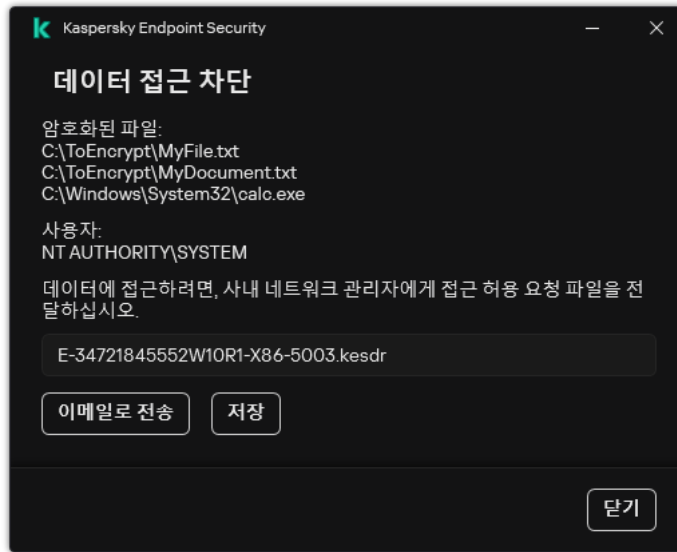 Kaspersky Endpoint Security
데이터 접근 차단
암호화된 파일:
C:\ToEncrypt\MyFile.txt
C:\ToEncrypt\MyDocument.txt
C:\Windows\System32\calc.exe
사용자:
NT AUTHORITY\SYSTEM
데이터에 접근하려면, 사내 네트워크 관리자에게 접근 허용 요청 파일을 전
달하십시오.
E-34721845552W10R1-X86-5003.kesdr
이메일로 전송 저장
닫기